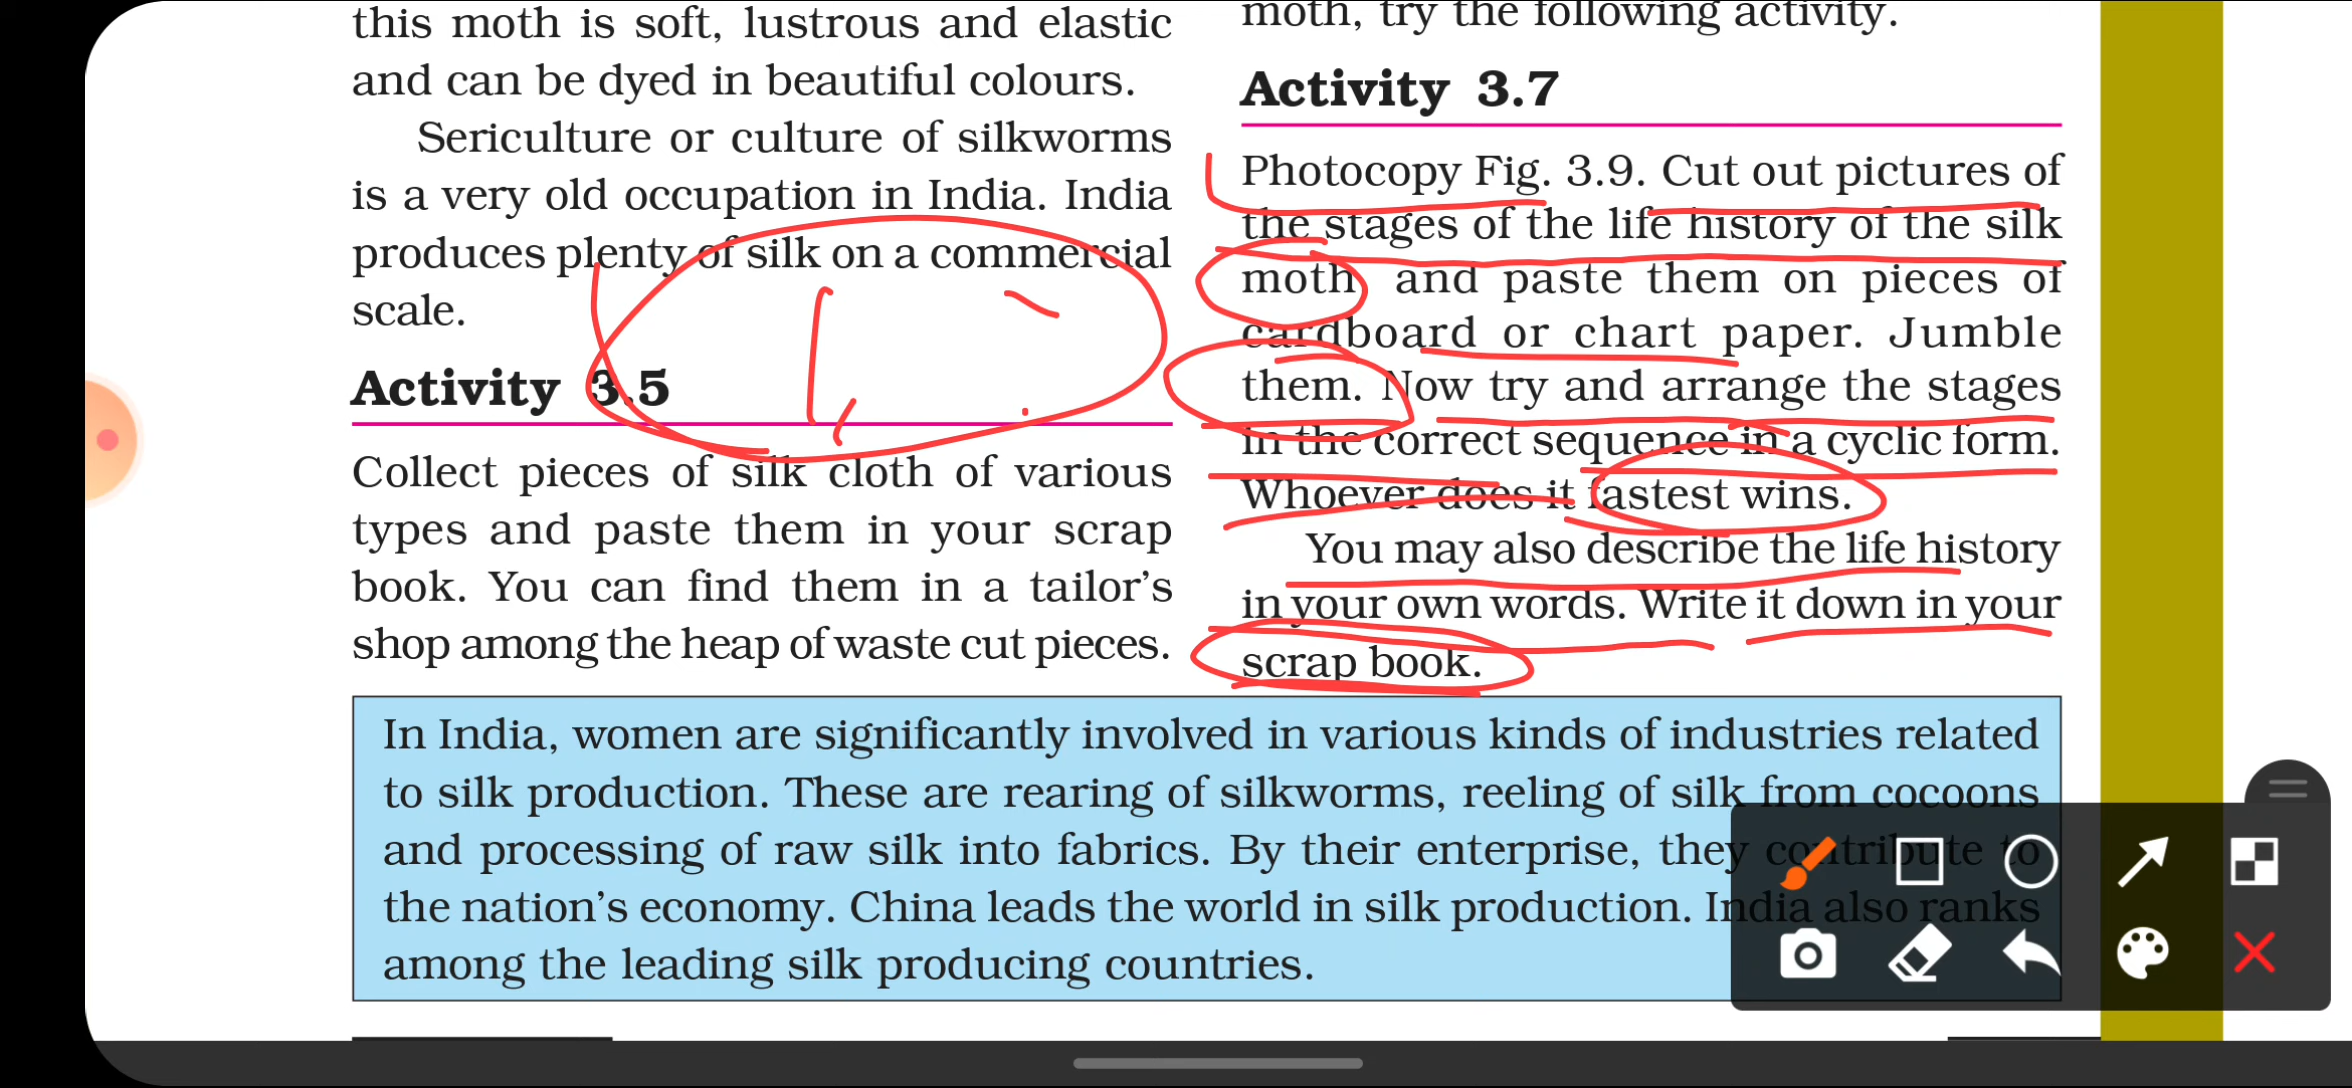 this moth is soft, lustrous and elastic
and can be dyed in beautiful colours.
Sericulture or culture of silkworms
is a very old occupation in India. India
produces plenty of silk on a commercial
scale.
Activity 3.5
Collect pieces of silk cloth of various
types and paste them in your scrap
book. You can find them in a tailor’s
shop among the heap of waste cut pieces.
moth, try the following activity.
Activity 3.7
Photocopy Fig. 3.9. Cut out pictures of
the stages of the life history of the silk
moth and paste them on pieces of
cardboard or chart paper. Jumble
them. Now try and arrange the stages
in the correct sequence in a cyclic form.
Whoever does it fastest wins.
You may also describe the life history
in your own words. Write it down in your
scrap book.
In India, women are significantly involved in various kinds of industries related
to silk production. These are rearing of silkworms, reeling of silk from cocoons
and processing of raw silk into fabrics. By their enterprise, they contribute to
the nation’s economy. China leads the world in silk production. India also ranks
among the leading silk producing countries.